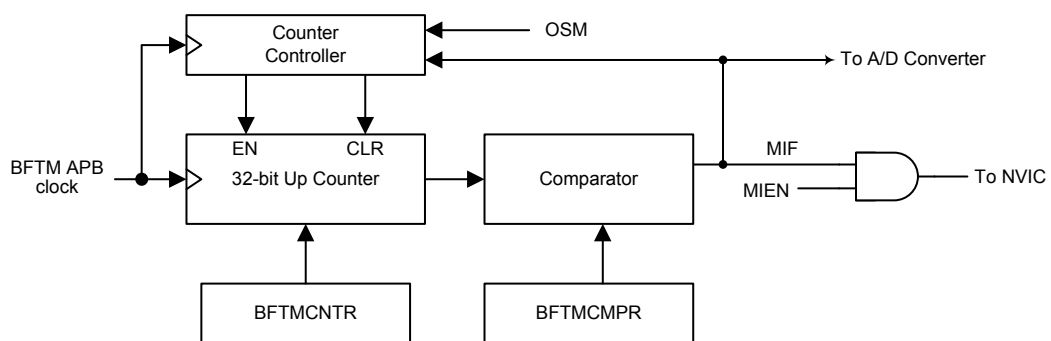 Counter
Controller
OSM
To A/D Converter
EN
CLR
BFTM APB
clock
32-bit Up Counter
Comparator
MIF
MIEN
To NVIC
BFTMCNTR
BFTMCMPR